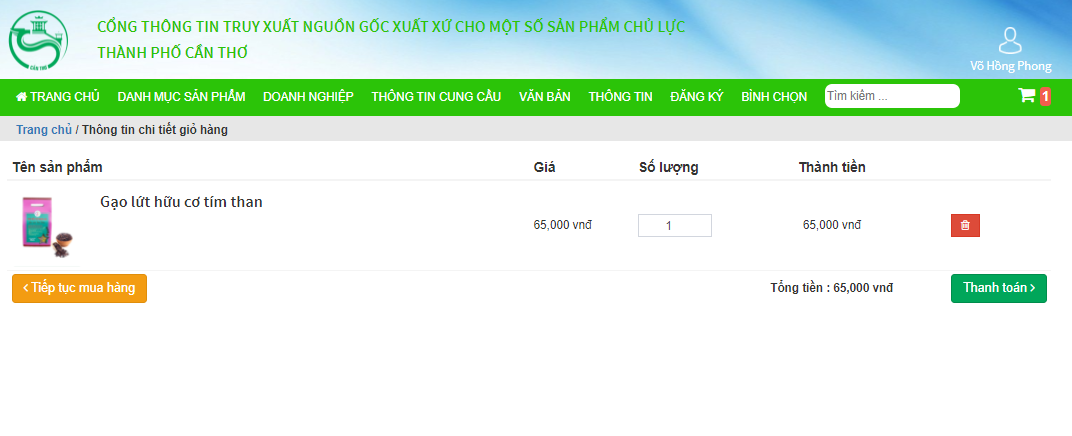 CỔNG THÔNG TIN TRUY XUẤT NGUỒN GỐC XUẤT XỨ CHO MỘT SỐ SẢN PHẨM CHỦ LỰC
THÀNH PHỐ CẦN THƠ
CẦN THƠ
Võ Hồng Phong
TRANG CHỦ DANH MỤC SẢN PHẨM DOANH NGHIỆP THÔNG TIN CUNG CẦU VĂN BẢN THÔNG TIN ĐĂNG KÝ BÌNH CHỌN Tìm kiếm ... 1
Trang chủ / Thông tin chi tiết giỏ hàng
Tên sản phẩm Giá Số lượng Thành tiền
Gạo lứt hữu cơ tím than
65,000 vnđ 1 65,000 vnđ
Tiếp tục mua hàng Tổng tiền : 65,000 vnđ Thanh toán